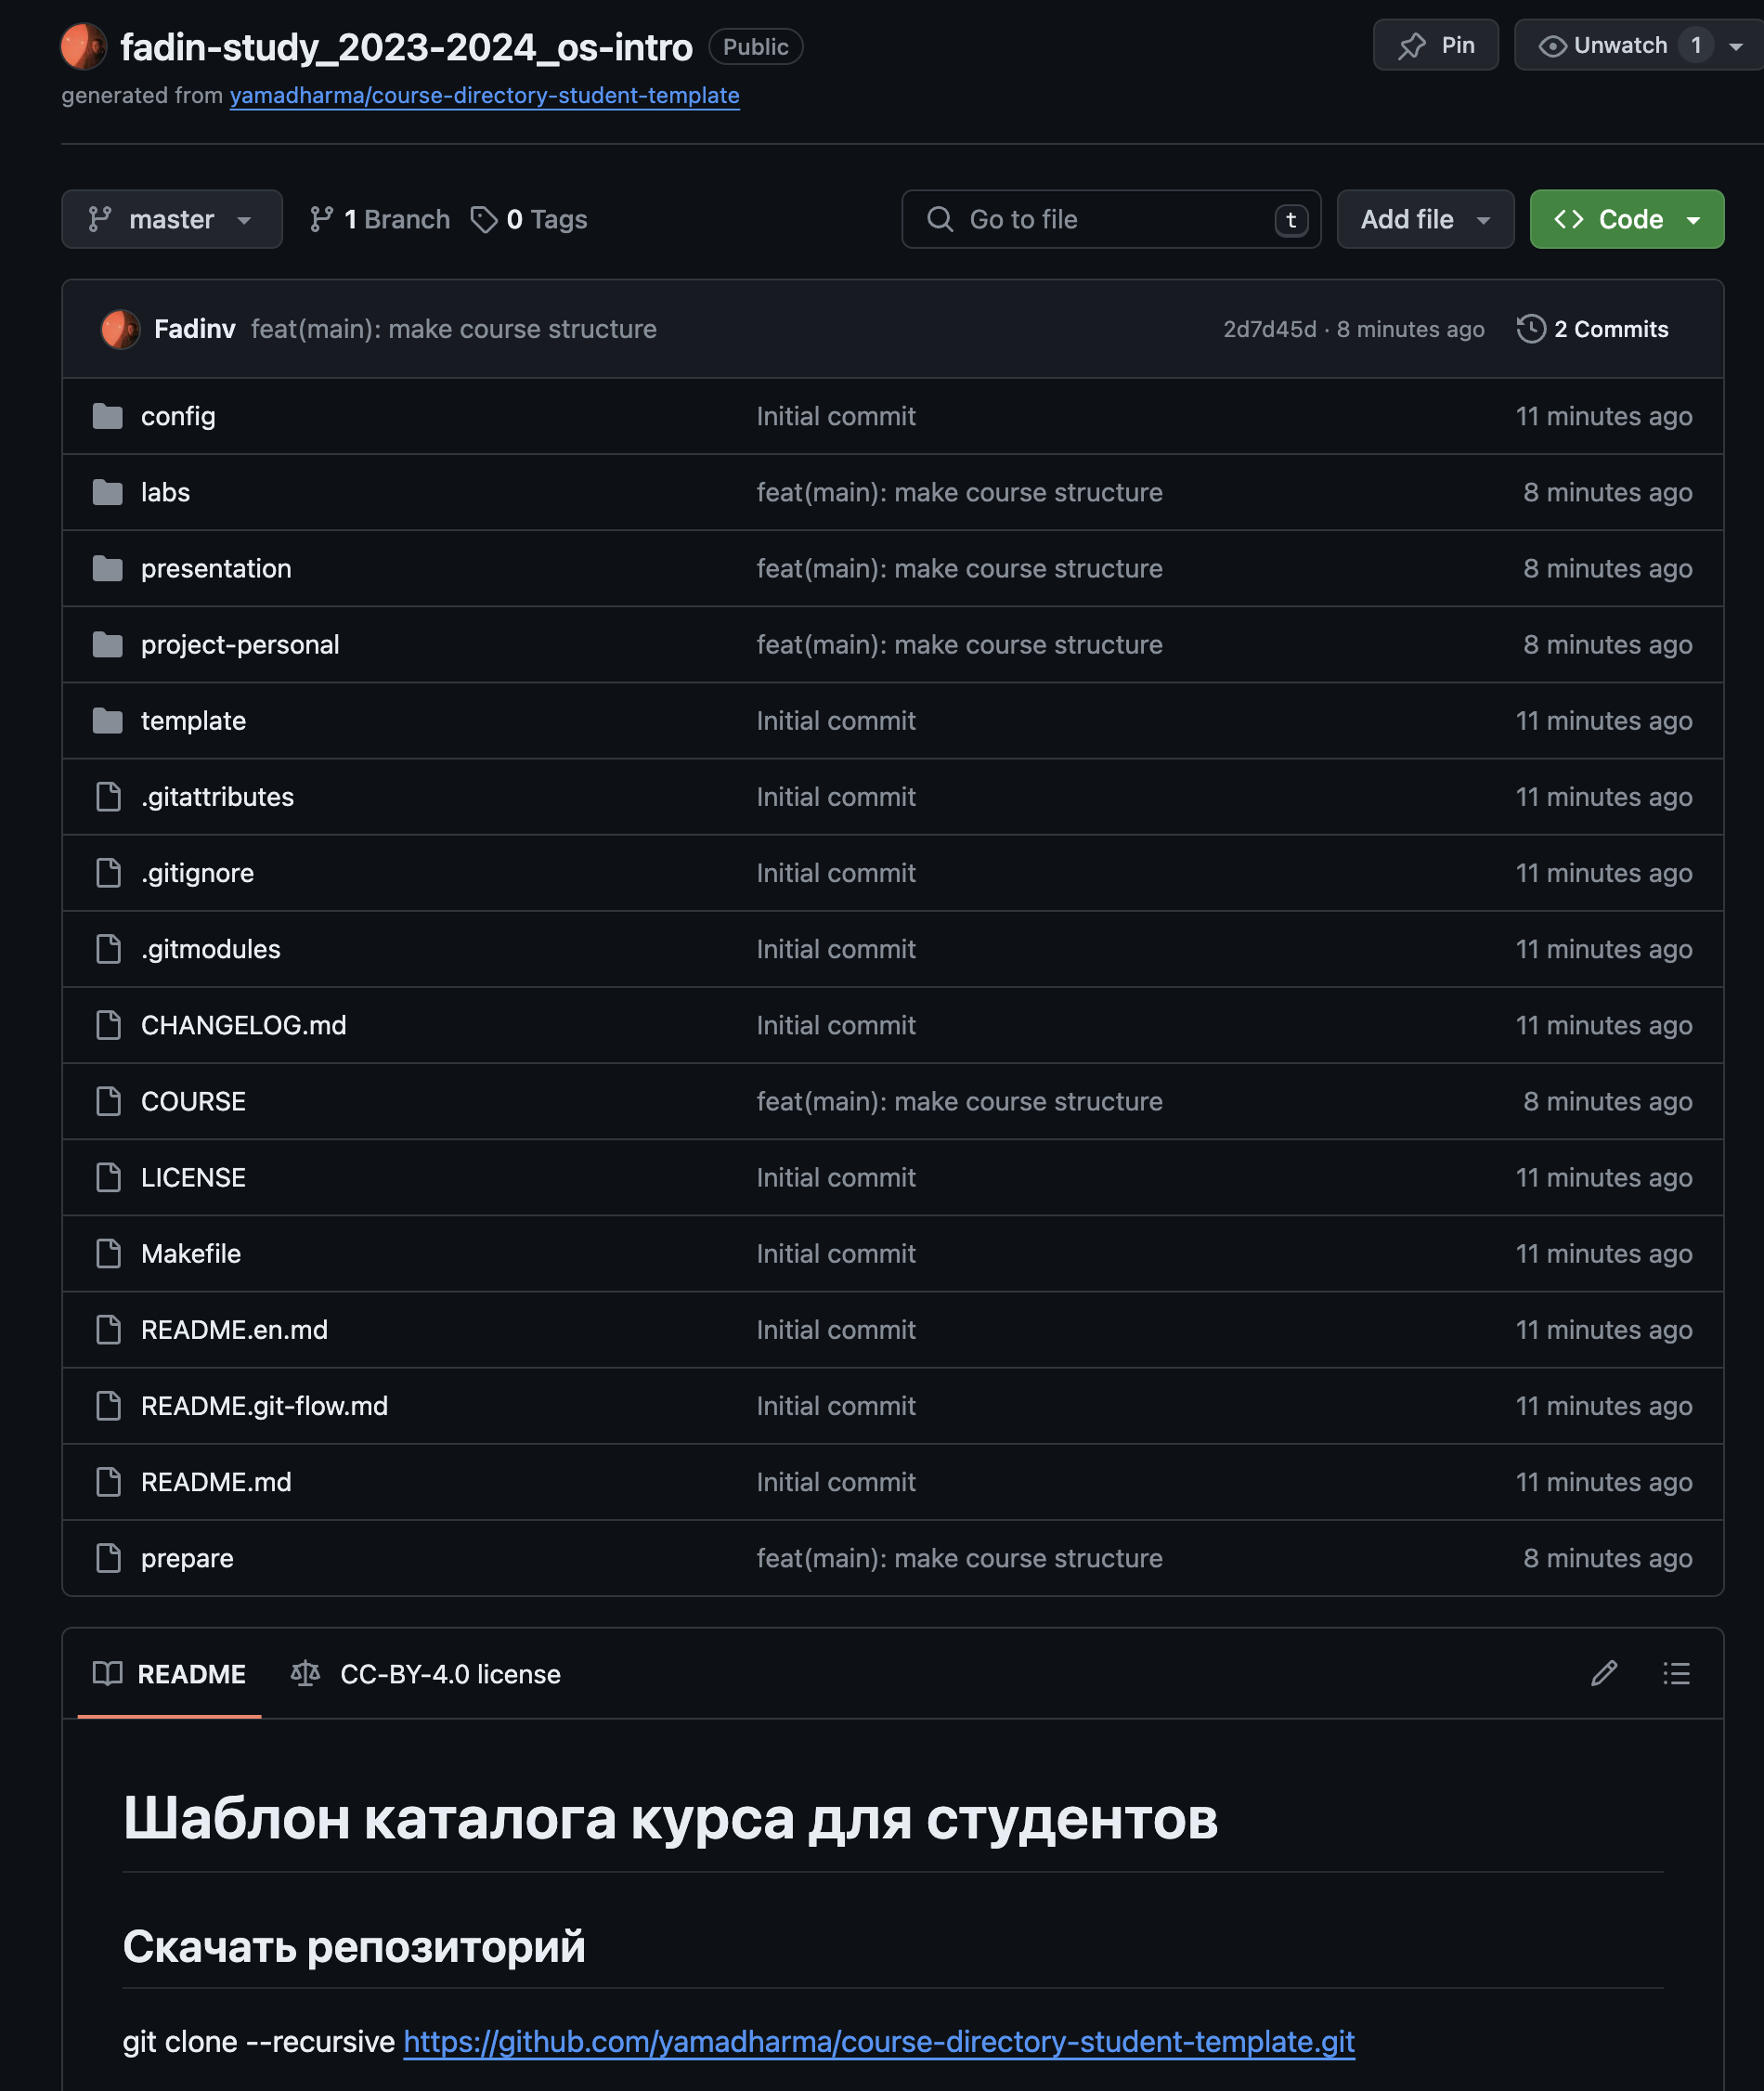 fadin-study_2023-2024_os-intro Public Pin Unwatch 1
generated from yamadharma/course-directory-student-template
master 1 Branch 0 Tags Go to file t Add file Code
Fadinv feat(main): make course structure 2d7d45d · 8 minutes ago 2 Commits
config Initial commit 11 minutes ago
labs feat(main): make course structure 8 minutes ago
presentation feat(main): make course structure 8 minutes ago
project-personal feat(main): make course structure 8 minutes ago
template Initial commit 11 minutes ago
.gitattributes Initial commit 11 minutes ago
.gitignore Initial commit 11 minutes ago
.gitmodules Initial commit 11 minutes ago
CHANGELOG.md Initial commit 11 minutes ago
COURSE feat(main): make course structure 8 minutes ago
LICENSE Initial commit 11 minutes ago
Makefile Initial commit 11 minutes ago
README.en.md Initial commit 11 minutes ago
README.git-flow.md Initial commit 11 minutes ago
README.md Initial commit 11 minutes ago
prepare feat(main): make course structure 8 minutes ago
README CC-BY-4.0 license
Шаблон каталога курса для студентов
Скачать репозиторий
git clone --recursive https://github.com/yamadharma/course-directory-student-template.git